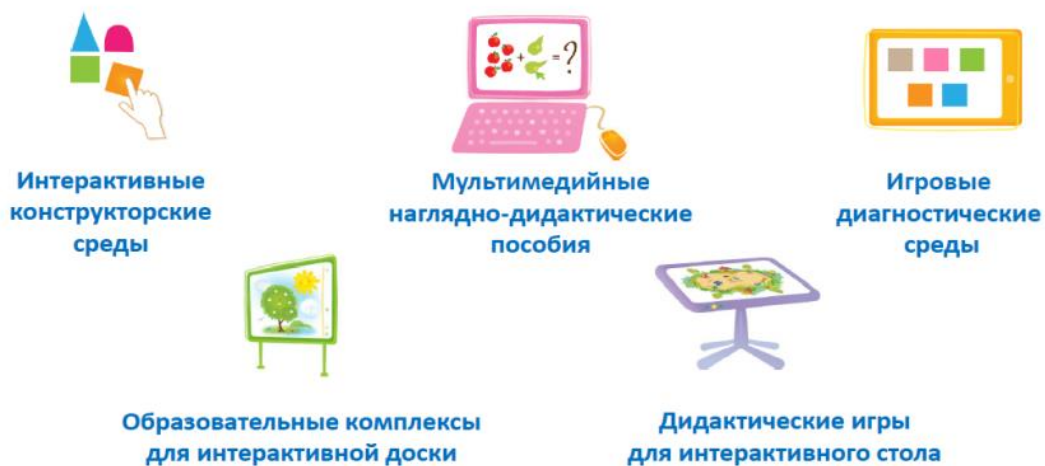 + = ?
Интерактивные
конструкторские
среды
Мультимедийные
наглядно-дидактические
пособия
Игровые
диагностические
среды
Образовательные комплексы
для интерактивной доски
Дидактические игры
для интерактивного стола